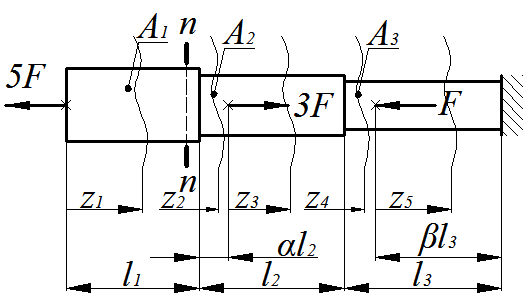 n
A₁ A₂ A₃
5F 3F F
n
z₁ z₂ z₃ z₄ z₅
αl₂ βl₃
l₁ l₂ l₃